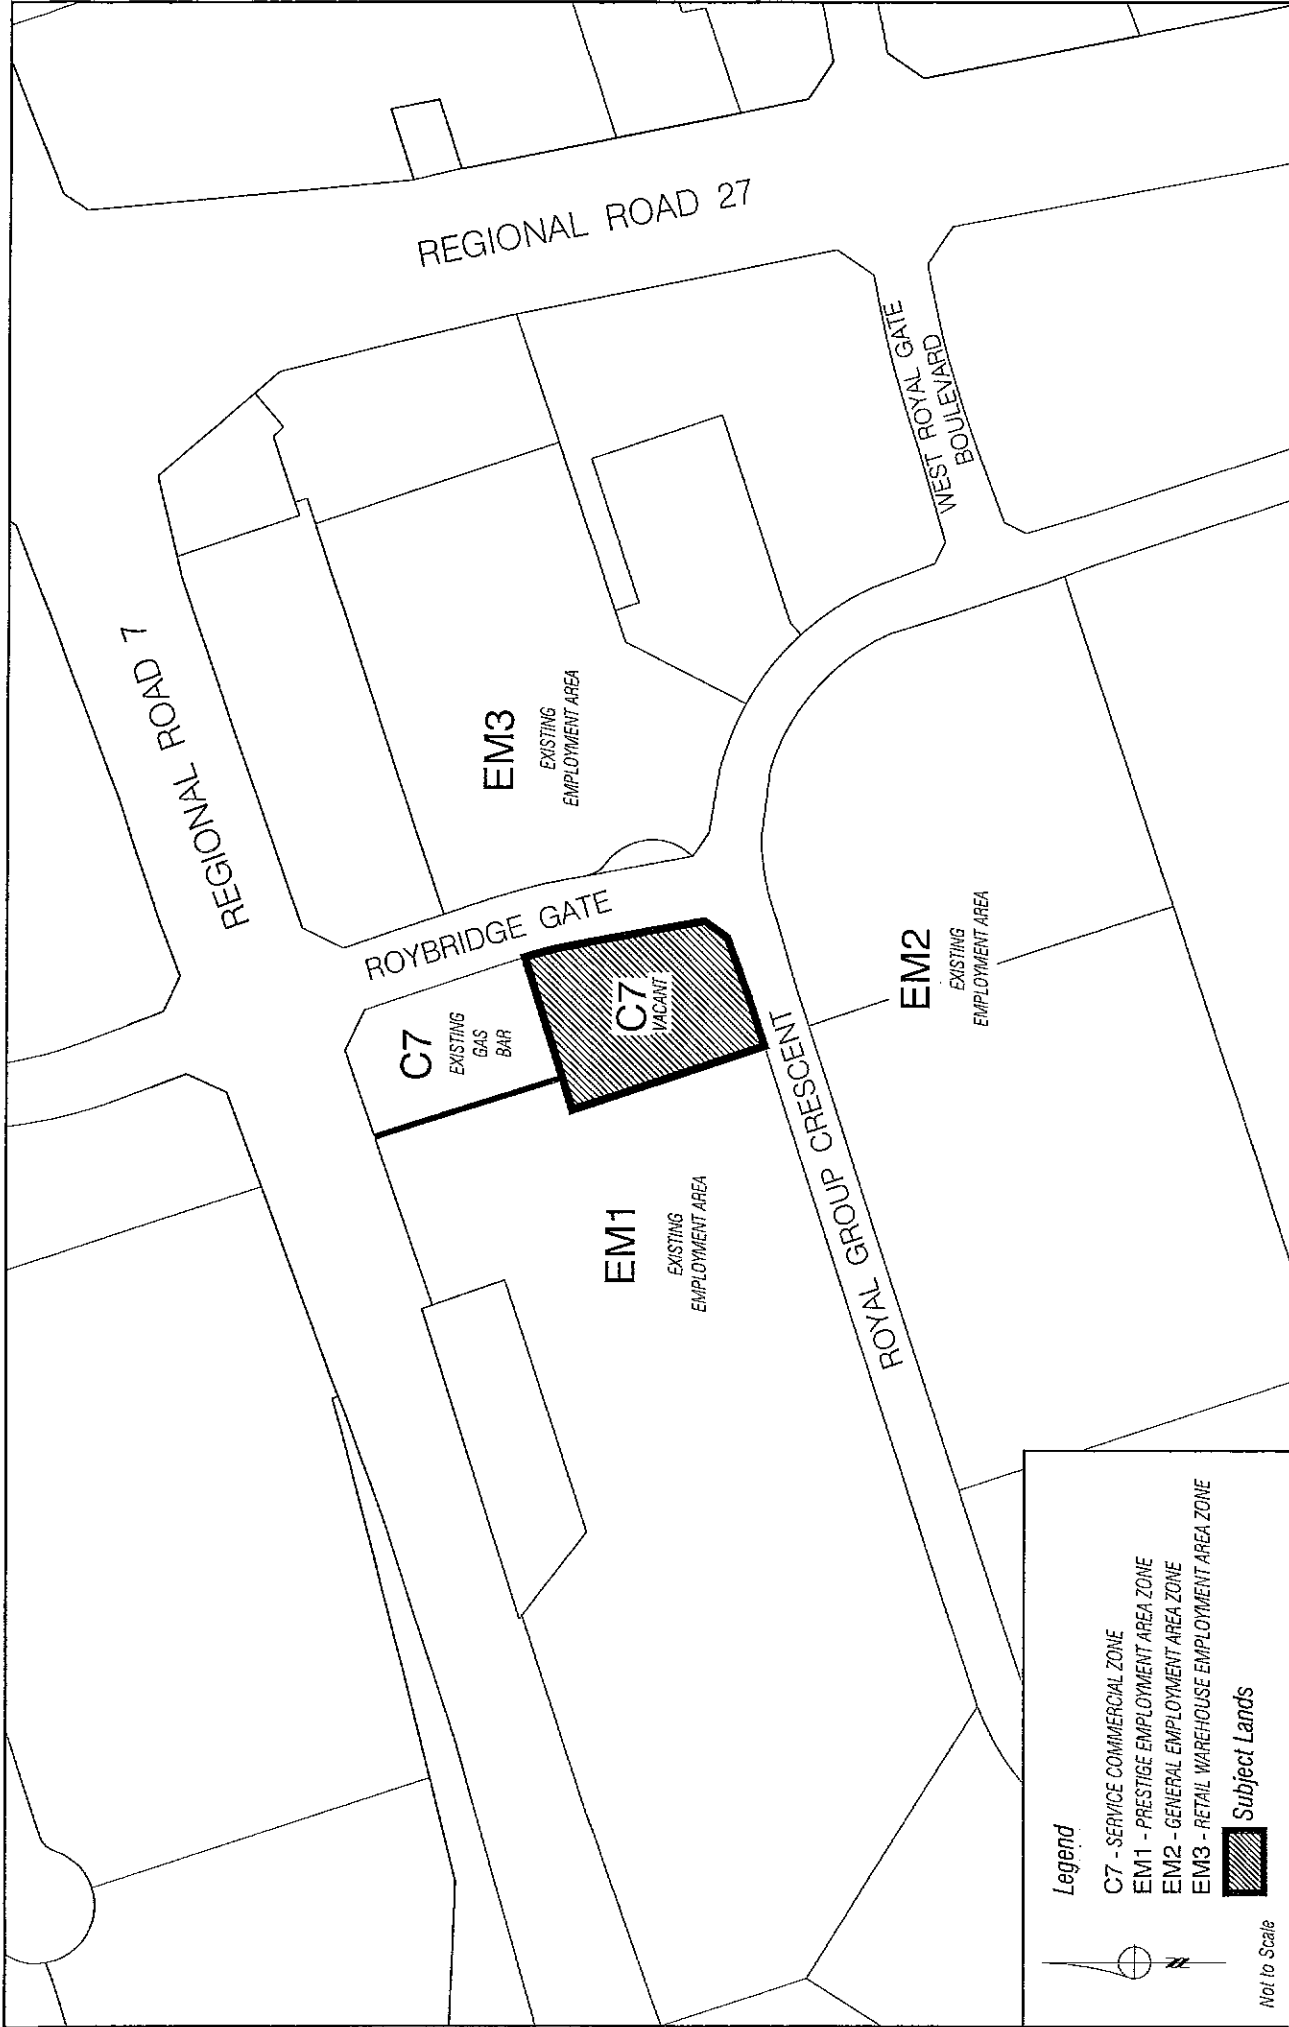 REGIONAL ROAD 7
REGIONAL ROAD 27
ROYBRIDGE GATE
WEST ROYAL GATE
BOULEVARD
ROYAL GROUP CRESCENT
C7
EXISTING
GAS
BAR
C7
VACANT
EM3
EXISTING
EMPLOYMENT AREA
EM1
EXISTING
EMPLOYMENT AREA
EM2
EXISTING
EMPLOYMENT AREA
Legend
C7 - SERVICE COMMERCIAL ZONE
EM1 - PRESTIGE EMPLOYMENT AREA ZONE
EM2 - GENERAL EMPLOYMENT AREA ZONE
EM3 - RETAIL WAREHOUSE EMPLOYMENT AREA ZONE
Subject Lands
N
Not to Scale